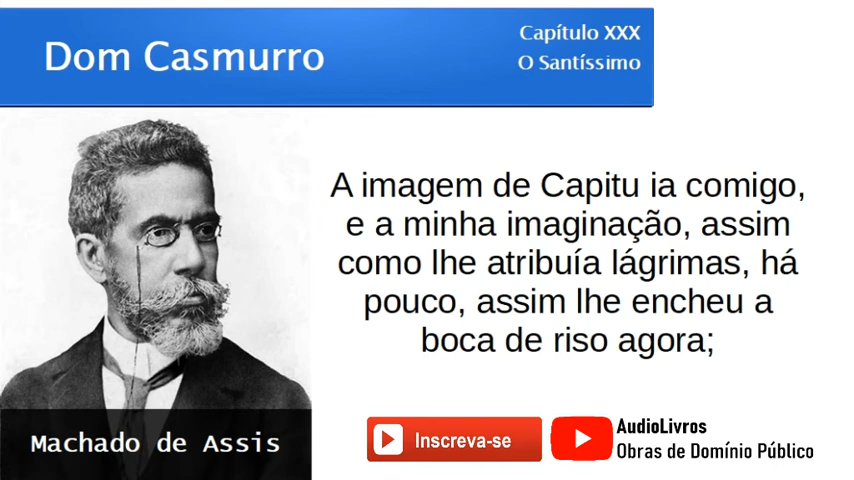 Dom Casmurro
Capítulo XXX
O Santíssimo
A imagem de Capitu ia comigo,
e a minha imaginação, assim
como lhe atribuía lágrimas, há
pouco, assim lhe encheu a
boca de riso agora;
Machado de Assis
Inscreva-se
AudioLivros
Obras de Domínio Público